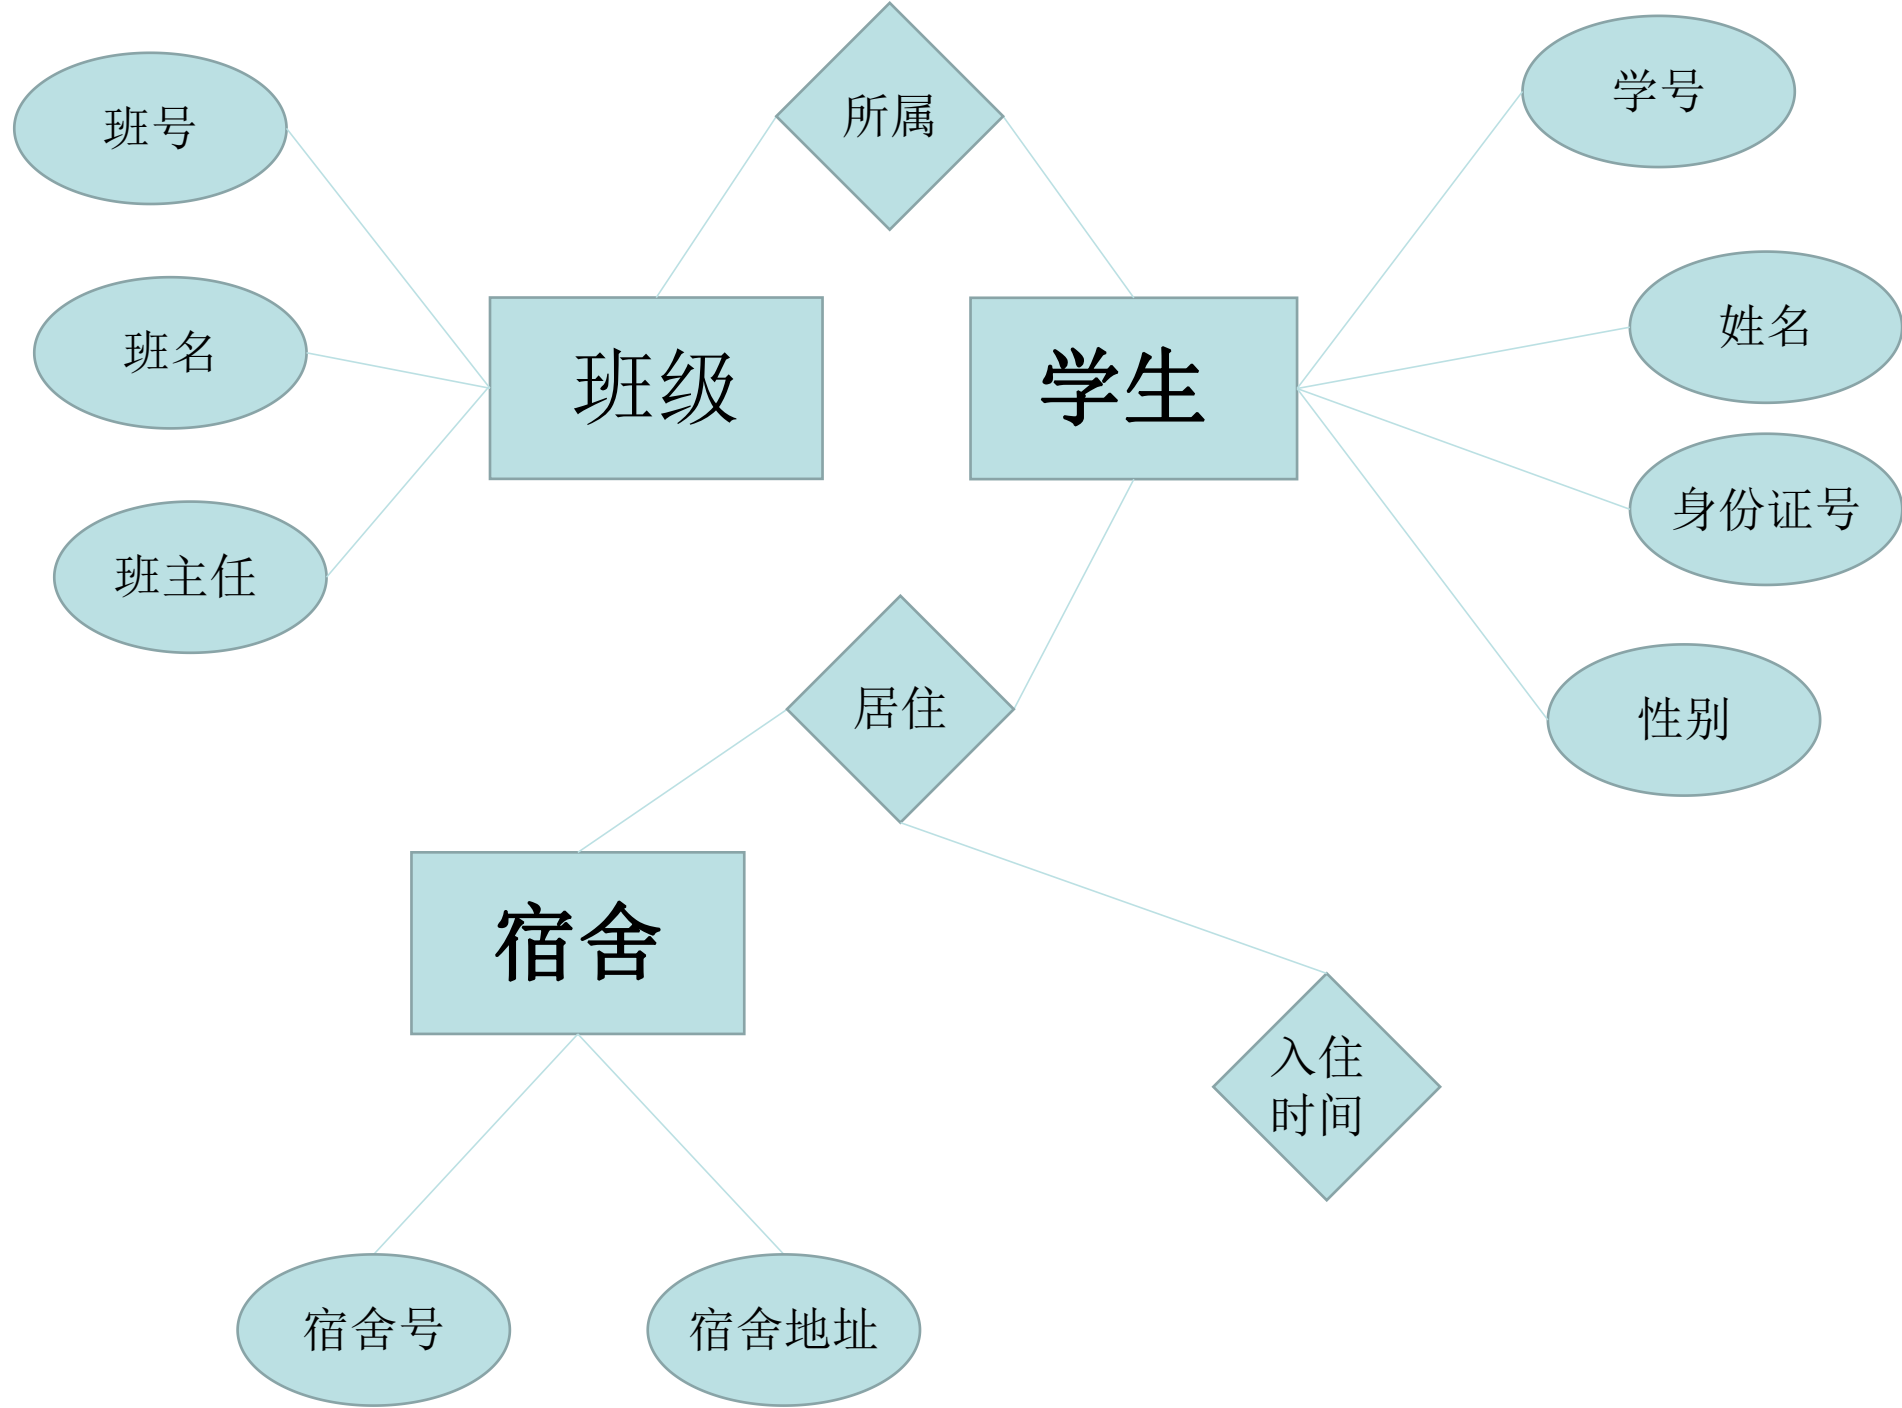 所属
学号
班号
姓名
班名
班级
学生
身份证号
班主任
居住
性别
宿舍
入住
时间
宿舍号
宿舍地址